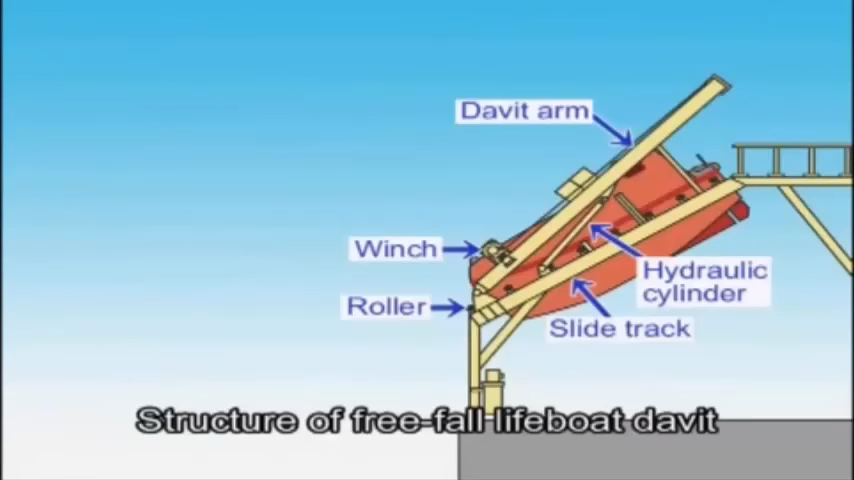 Davit arm
Winch
Hydraulic
cylinder
Roller
Slide track
Structure of free-fall lifeboat davit